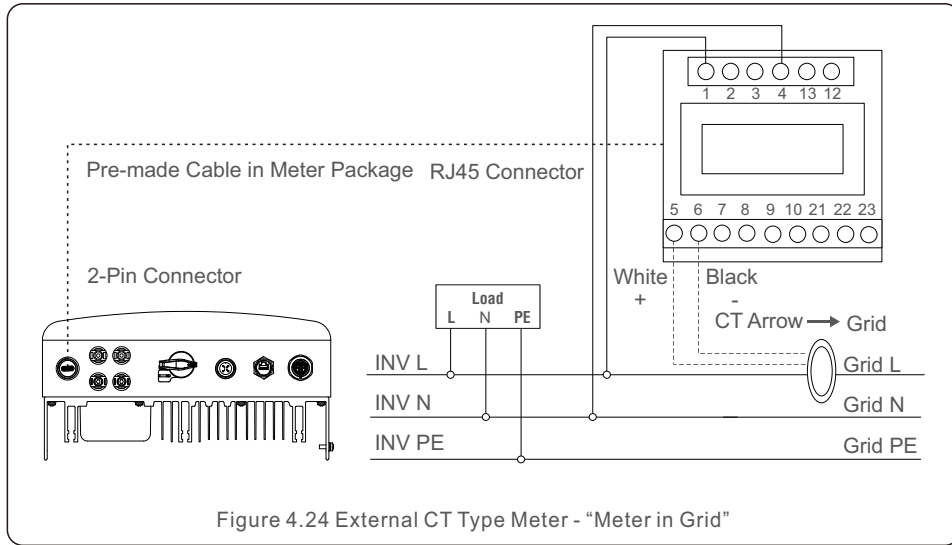 1 2 3 4 13 12
Pre-made Cable in Meter Package RJ45 Connector
5 6 7 8 9 10 21 22 23
2-Pin Connector
White Black
+ -
CT Arrow Grid
Load
L N PE
INV L Grid L
INV N Grid N
INV PE Grid PE
Figure 4.24 External CT Type Meter - “Meter in Grid”